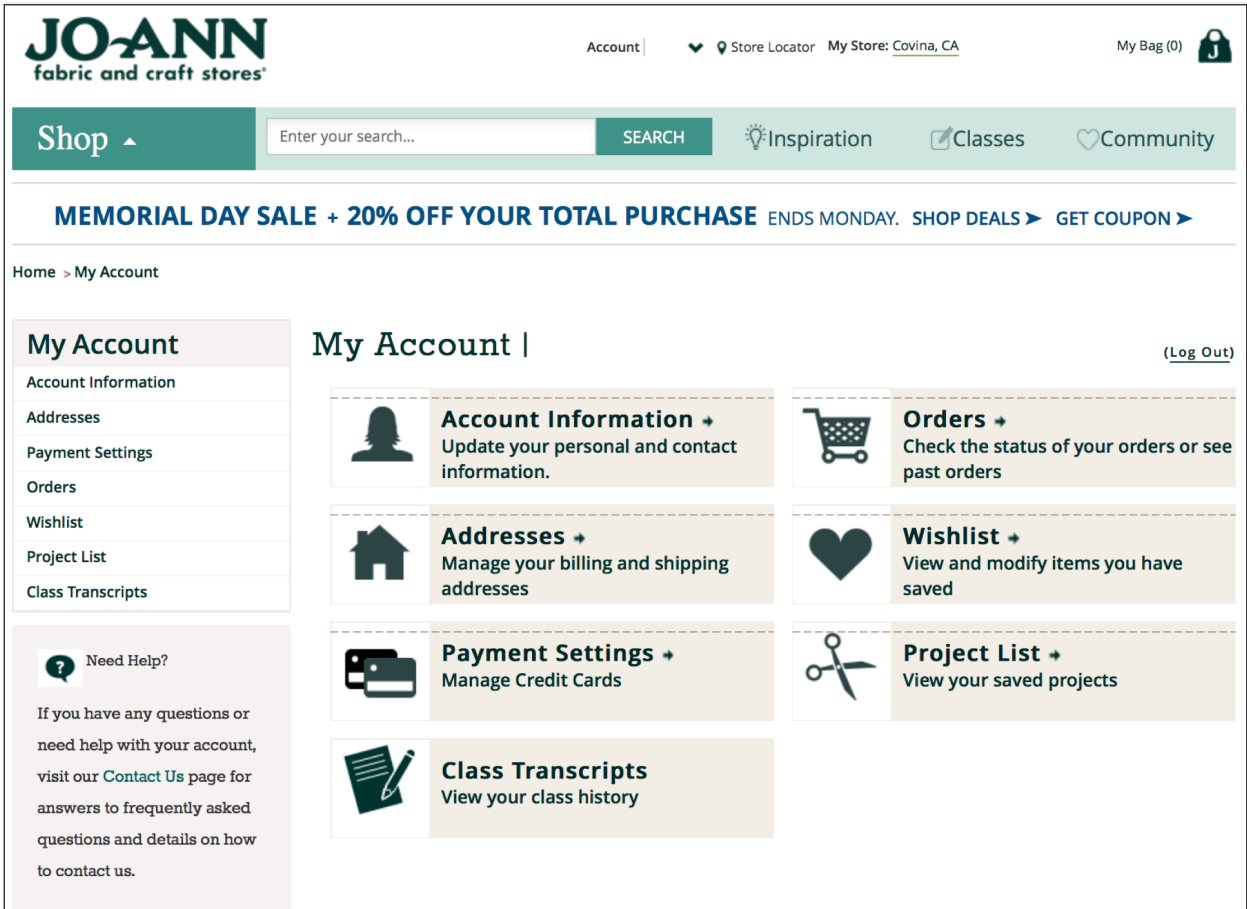 JO-ANN
fabric and craft stores®
Account
Store Locator My Store: Covina, CA
My Bag (0)
J
Shop
Enter your search...
SEARCH
Inspiration
Classes
Community
MEMORIAL DAY SALE + 20% OFF YOUR TOTAL PURCHASE ENDS MONDAY. SHOP DEALS ➤ GET COUPON ➤
Home > My Account
My Account
Account Information
Addresses
Payment Settings
Orders
Wishlist
Project List
Class Transcripts
?
Need Help?
If you have any questions or
need help with your account,
visit our Contact Us page for
answers to frequently asked
questions and details on how
to contact us.
My Account |
(Log Out)
Account Information
Update your personal and contact
information.
Orders
Check the status of your orders or see
past orders
Addresses
Manage your billing and shipping
addresses
Wishlist
View and modify items you have
saved
Payment Settings
Manage Credit Cards
Project List
View your saved projects
Class Transcripts
View your class history